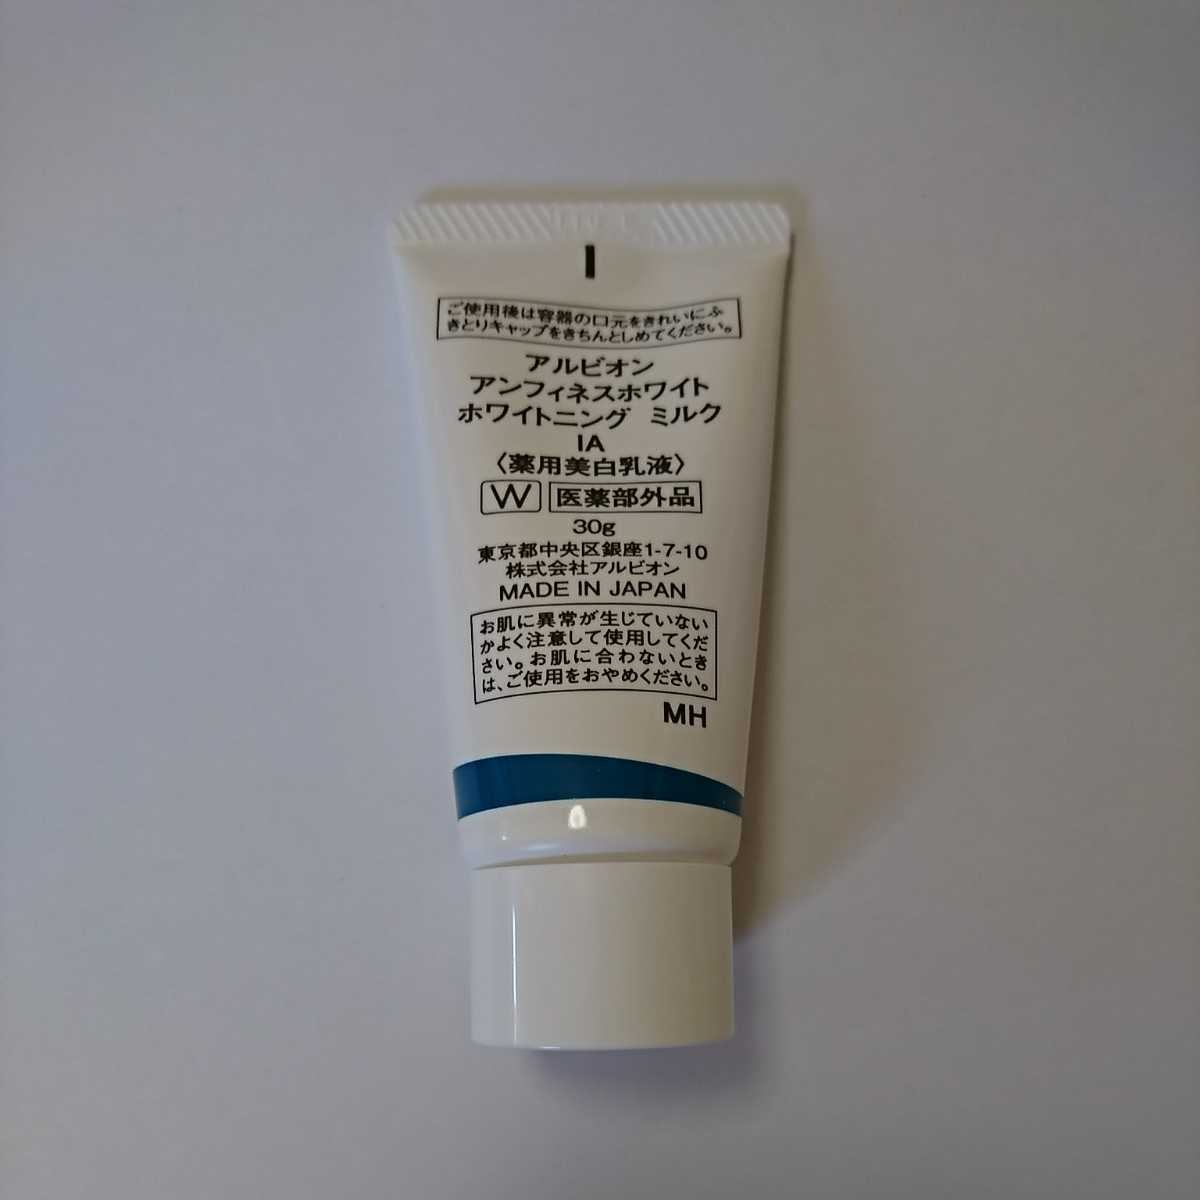 ご使用後は容器の口元をきれいにふ
きとりキャップをきちんとしめてください。
アルビオン
アンフィネスホワイト
ホワイトニング ミルク
IA
〈薬用美白乳液〉
W 医薬部外品
30g
東京都中央区銀座1-7-10
株式会社アルビオン
MADE IN JAPAN
お肌に異常が生じていない
かよく注意して使用してくだ
さい。お肌に合わないとき
は、ご使用をおやめください。
MH